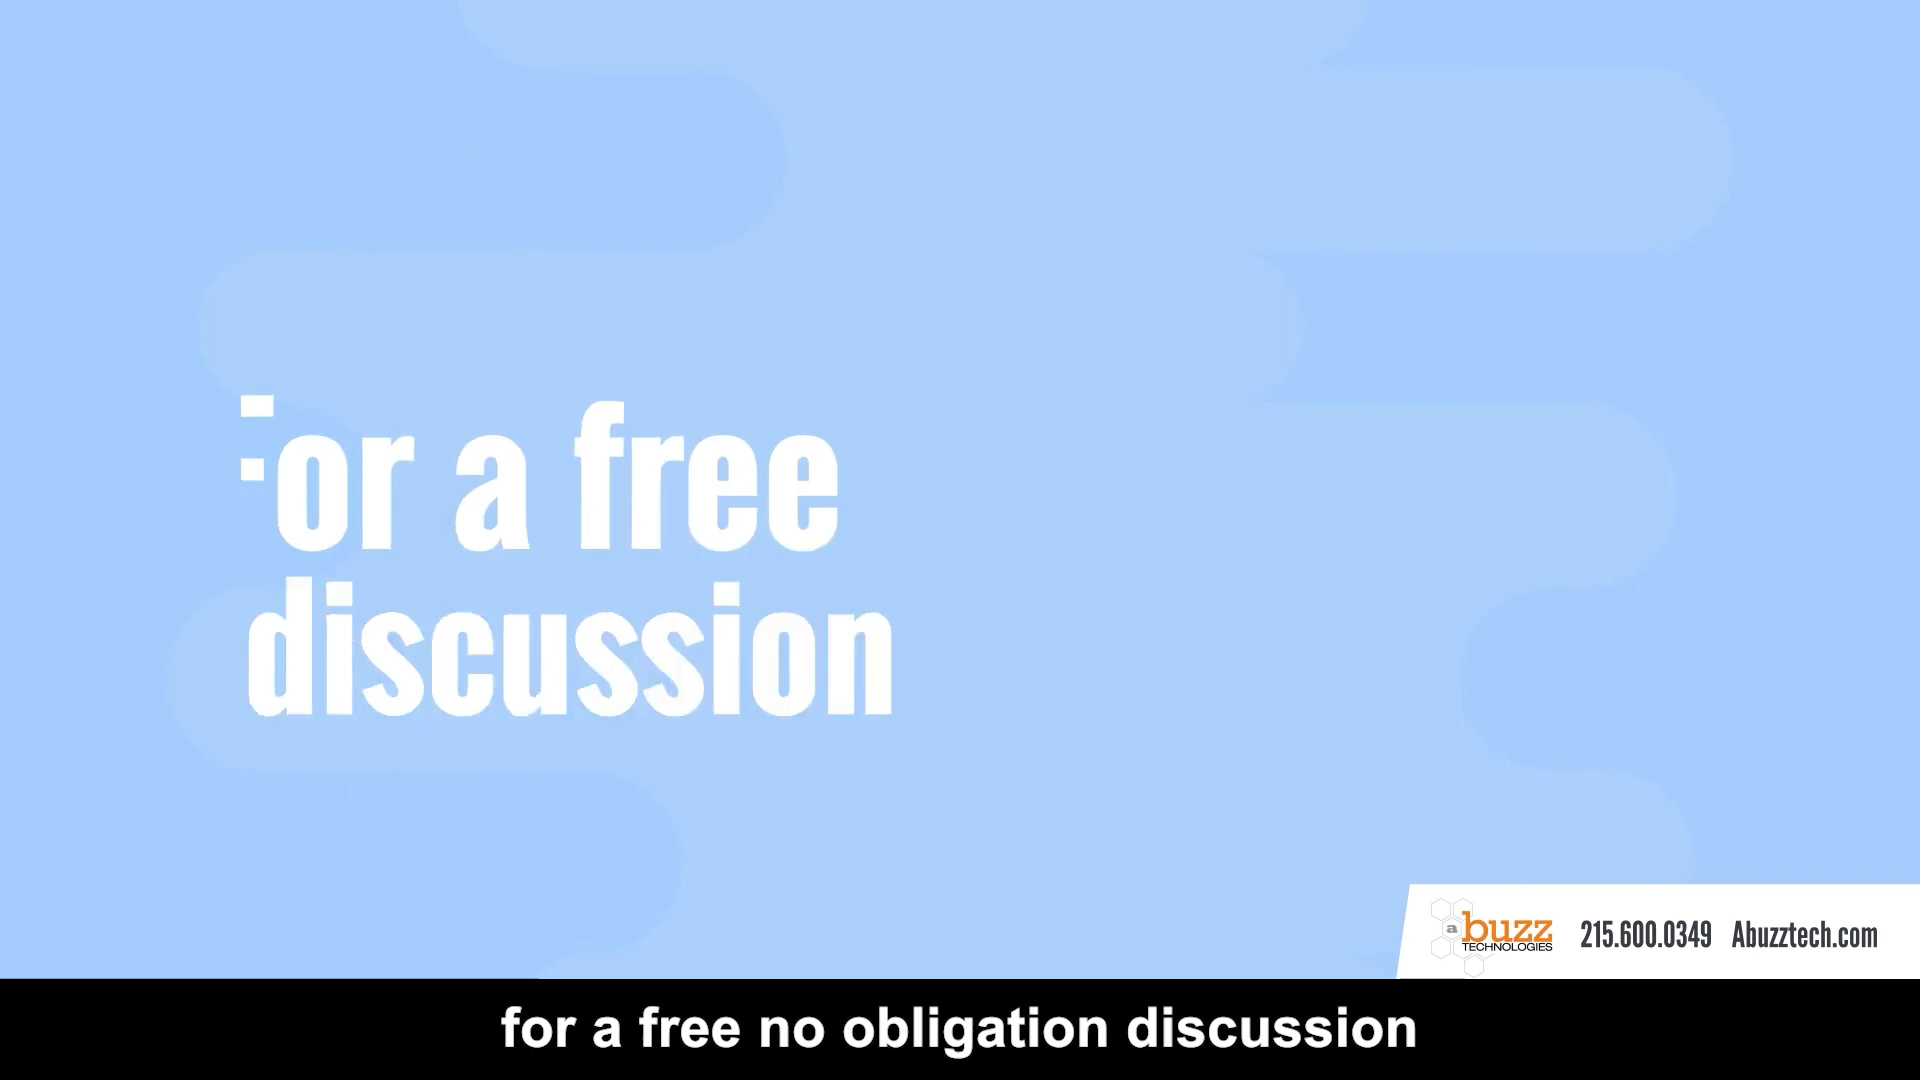 For a free
discussion
a buzz
TECHNOLOGIES
215.600.0349 Abuzztech.com
for a free no obligation discussion